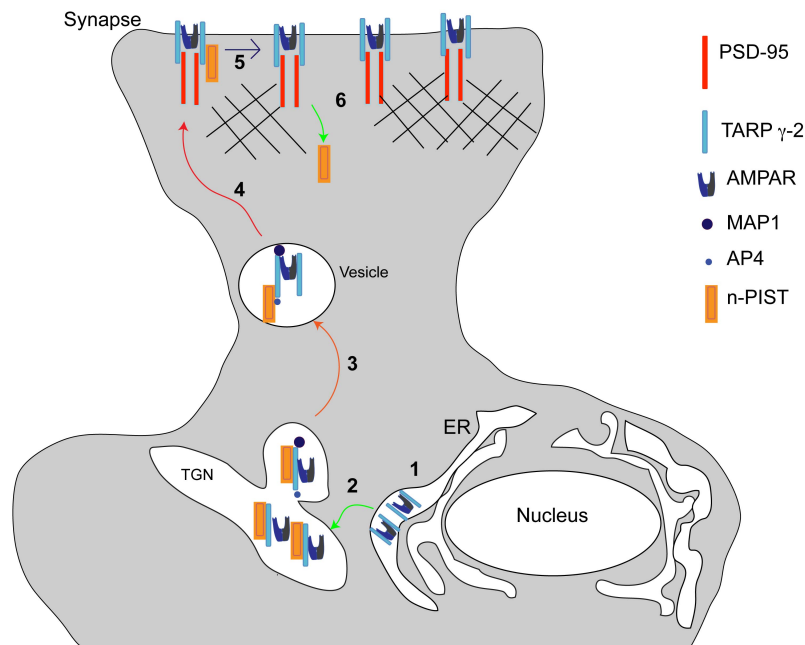 Synapse
5
6
4
Vesicle
3
ER
1
TGN
2
Nucleus
PSD-95
TARP γ-2
AMPAR
MAP1
AP4
n-PIST